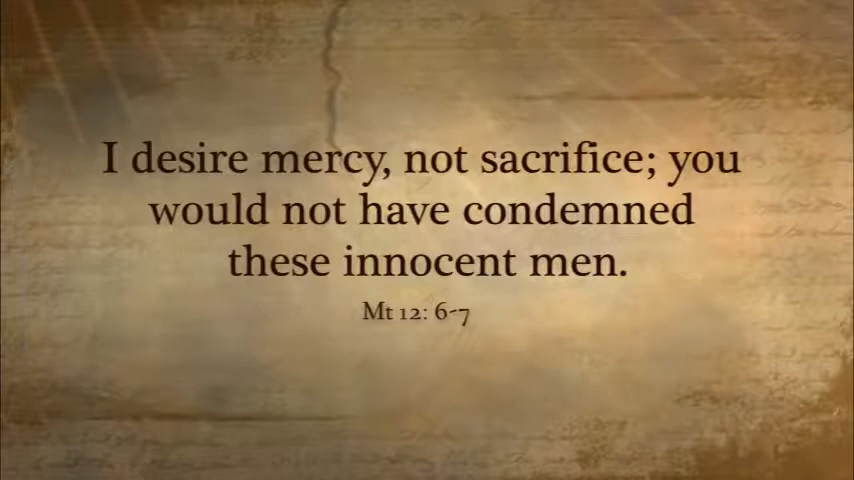 I desire mercy, not sacrifice; you
would not have condemned
these innocent men.
Mt 12: 6-7